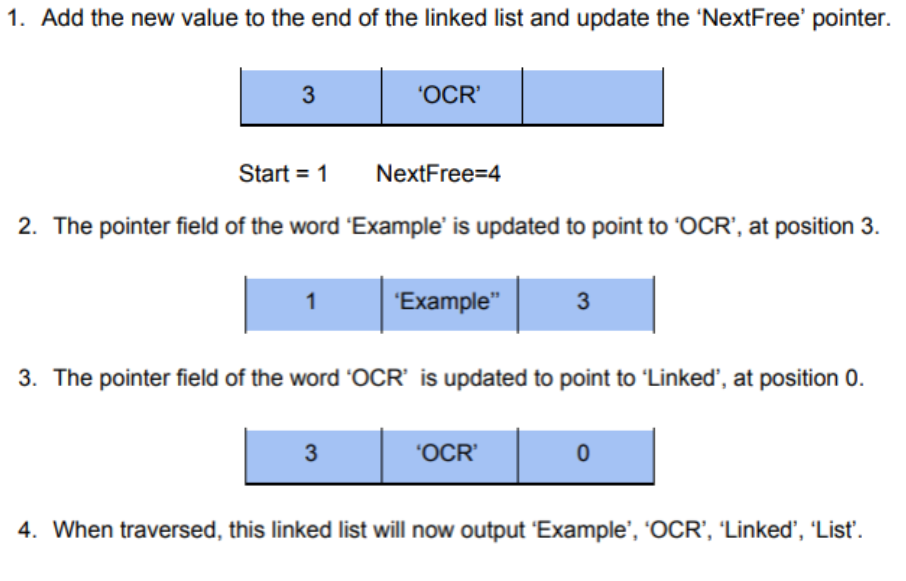 1. Add the new value to the end of the linked list and update the ‘NextFree’ pointer.
3 ‘OCR’
Start = 1 NextFree=4
2. The pointer field of the word ‘Example’ is updated to point to ‘OCR’, at position 3.
1 ‘Example” 3
3. The pointer field of the word ‘OCR’ is updated to point to ‘Linked’, at position 0.
3 ‘OCR’ 0
4. When traversed, this linked list will now output ‘Example’, ‘OCR’, ‘Linked’, ‘List’.